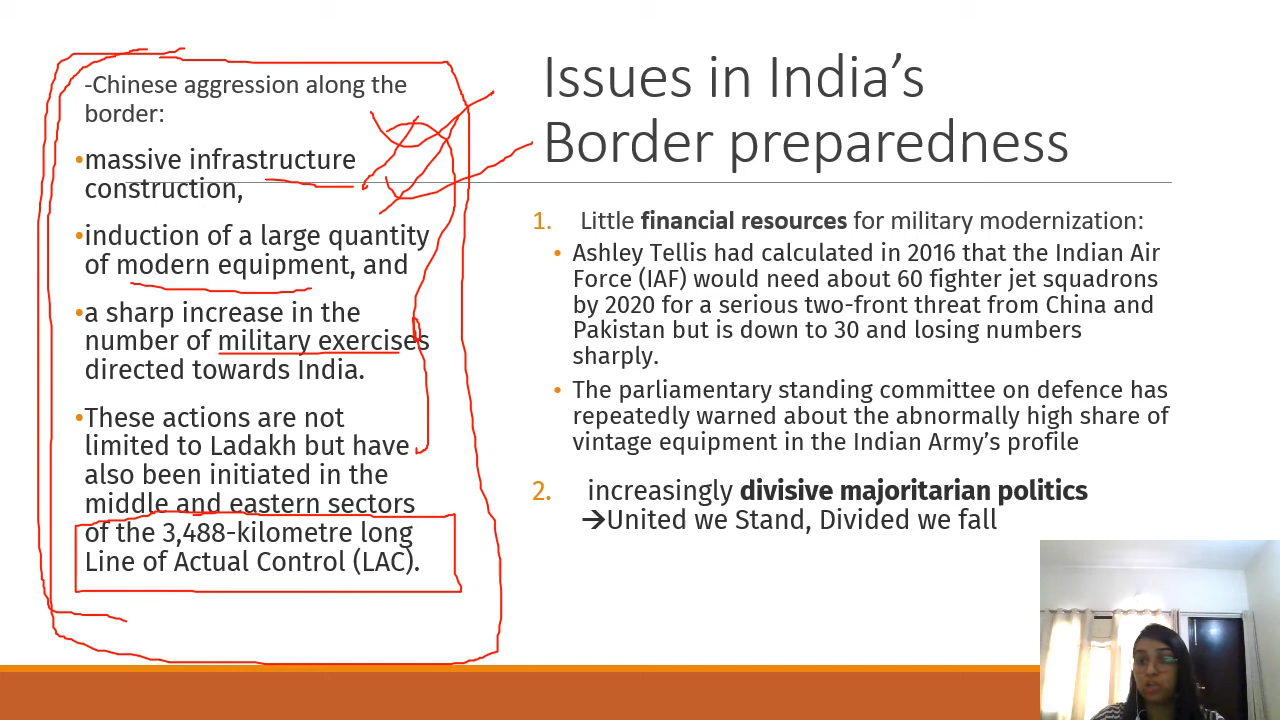 -Chinese aggression along the
border:
•massive infrastructure
construction,
•induction of a large quantity
of modern equipment, and
•a sharp increase in the
number of military exercises
directed towards India.
•These actions are not
limited to Ladakh but have
also been initiated in the
middle and eastern sectors
of the 3,488-kilometre long
Line of Actual Control (LAC).
Issues in India’s
Border preparedness
1. Little financial resources for military modernization:
• Ashley Tellis had calculated in 2016 that the Indian Air
Force (IAF) would need about 60 fighter jet squadrons
by 2020 for a serious two-front threat from China and
Pakistan but is down to 30 and losing numbers
sharply.
• The parliamentary standing committee on defence has
repeatedly warned about the abnormally high share of
vintage equipment in the Indian Army’s profile
2. increasingly divisive majoritarian politics
→United we Stand, Divided we fall